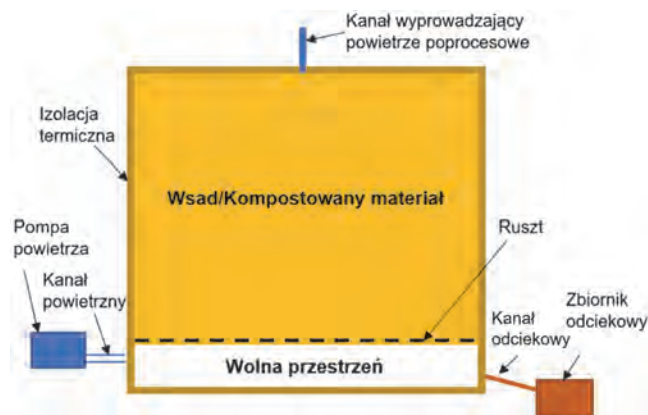 Kanał wyprowadzający
powietrze poprocesowe
Izolacja
termiczna
Wsad/Kompostowany materiał
Pompa
powietrza
Kanał
powietrzny
Ruszt
Kanał
odciekowy
Zbiornik
odciekowy
Wolna przestrzeń